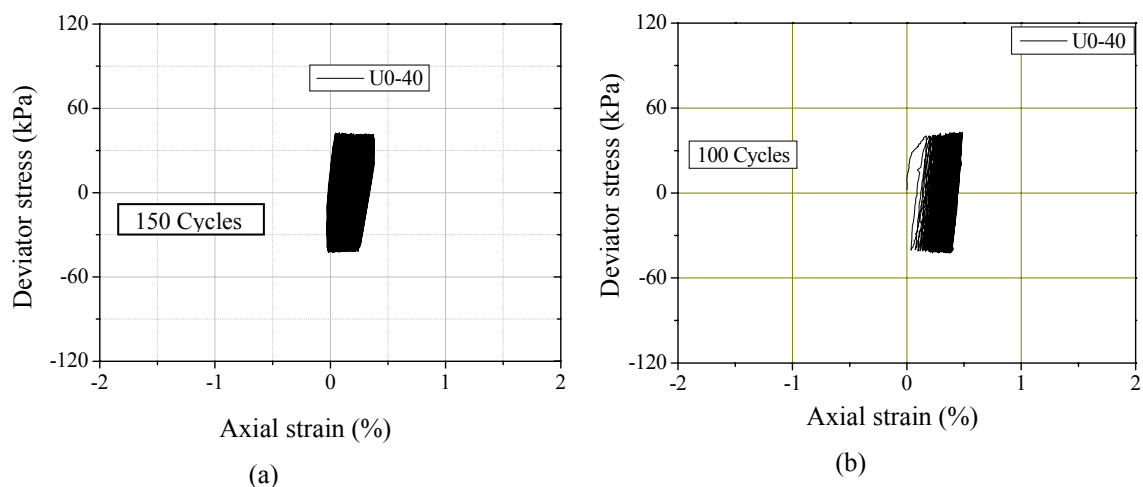 120
60
0
-60
-120
Deviator stress (kPa)
U0-40
150 Cycles
-2 -1 0 1 2
Axial strain (%)
(a)
120
60
0
-60
-120
Deviator stress (kPa)
U0-40
100 Cycles
-2 -1 0 1 2
Axial strain (%)
(b)